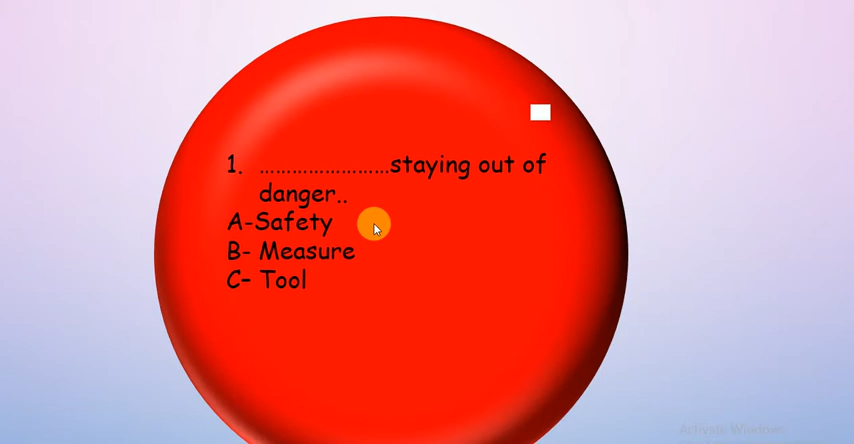 1. ........................staying out of
danger..
A-Safety
B- Measure
C- Tool
Activate Windows